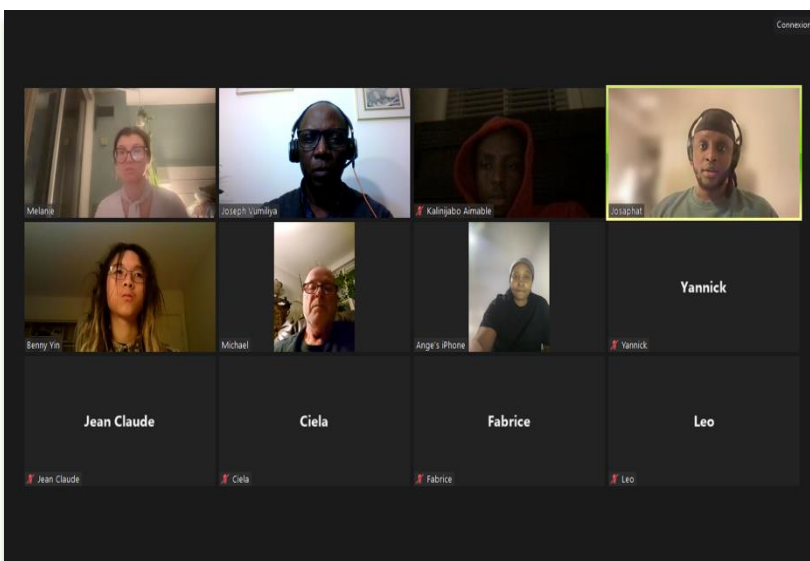 Connexion
Melanie
Joseph Vumiliya
Kalinijabo Aimable
Josaphat
Benny Yin
Michael
Ange's iPhone
Yannick
Yannick
Jean Claude
Jean Claude
Ciela
Ciela
Fabrice
Fabrice
Leo
Leo